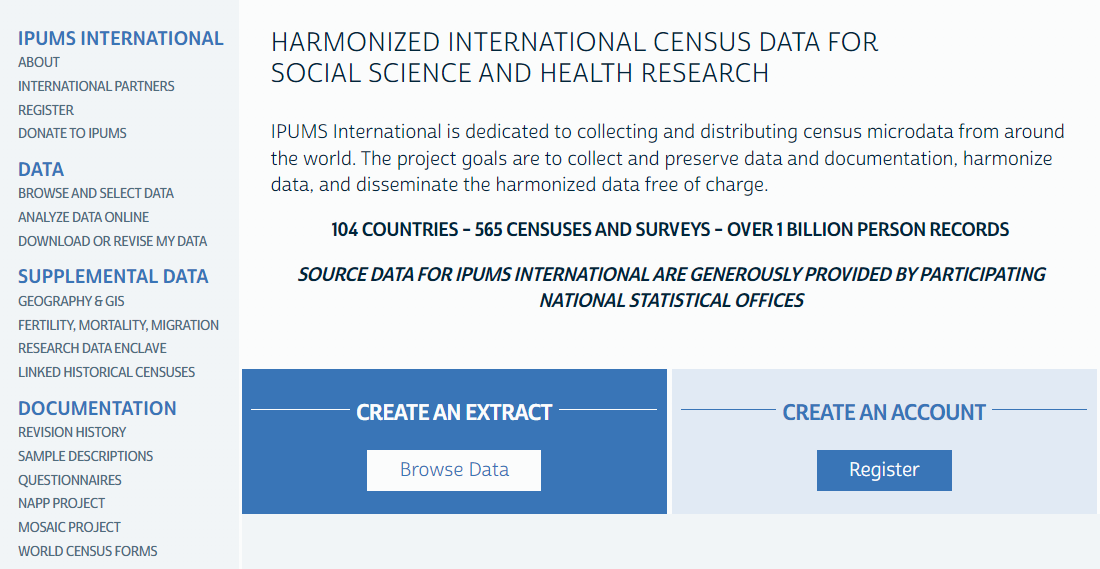 IPUMS INTERNATIONAL
ABOUT
INTERNATIONAL PARTNERS
REGISTER
DONATE TO IPUMS
DATA
BROWSE AND SELECT DATA
ANALYZE DATA ONLINE
DOWNLOAD OR REVISE MY DATA
SUPPLEMENTAL DATA
GEOGRAPHY & GIS
FERTILITY, MORTALITY, MIGRATION
RESEARCH DATA ENCLAVE
LINKED HISTORICAL CENSUSES
DOCUMENTATION
REVISION HISTORY
SAMPLE DESCRIPTIONS
QUESTIONNAIRES
NAPP PROJECT
MOSAIC PROJECT
WORLD CENSUS FORMS
HARMONIZED INTERNATIONAL CENSUS DATA FOR
SOCIAL SCIENCE AND HEALTH RESEARCH
IPUMS International is dedicated to collecting and distributing census microdata from around
the world. The project goals are to collect and preserve data and documentation, harmonize
data, and disseminate the harmonized data free of charge.
104 COUNTRIES – 565 CENSUSES AND SURVEYS – OVER 1 BILLION PERSON RECORDS
SOURCE DATA FOR IPUMS INTERNATIONAL ARE GENEROUSLY PROVIDED BY PARTICIPATING
NATIONAL STATISTICAL OFFICES
CREATE AN EXTRACT
Browse Data
CREATE AN ACCOUNT
Register